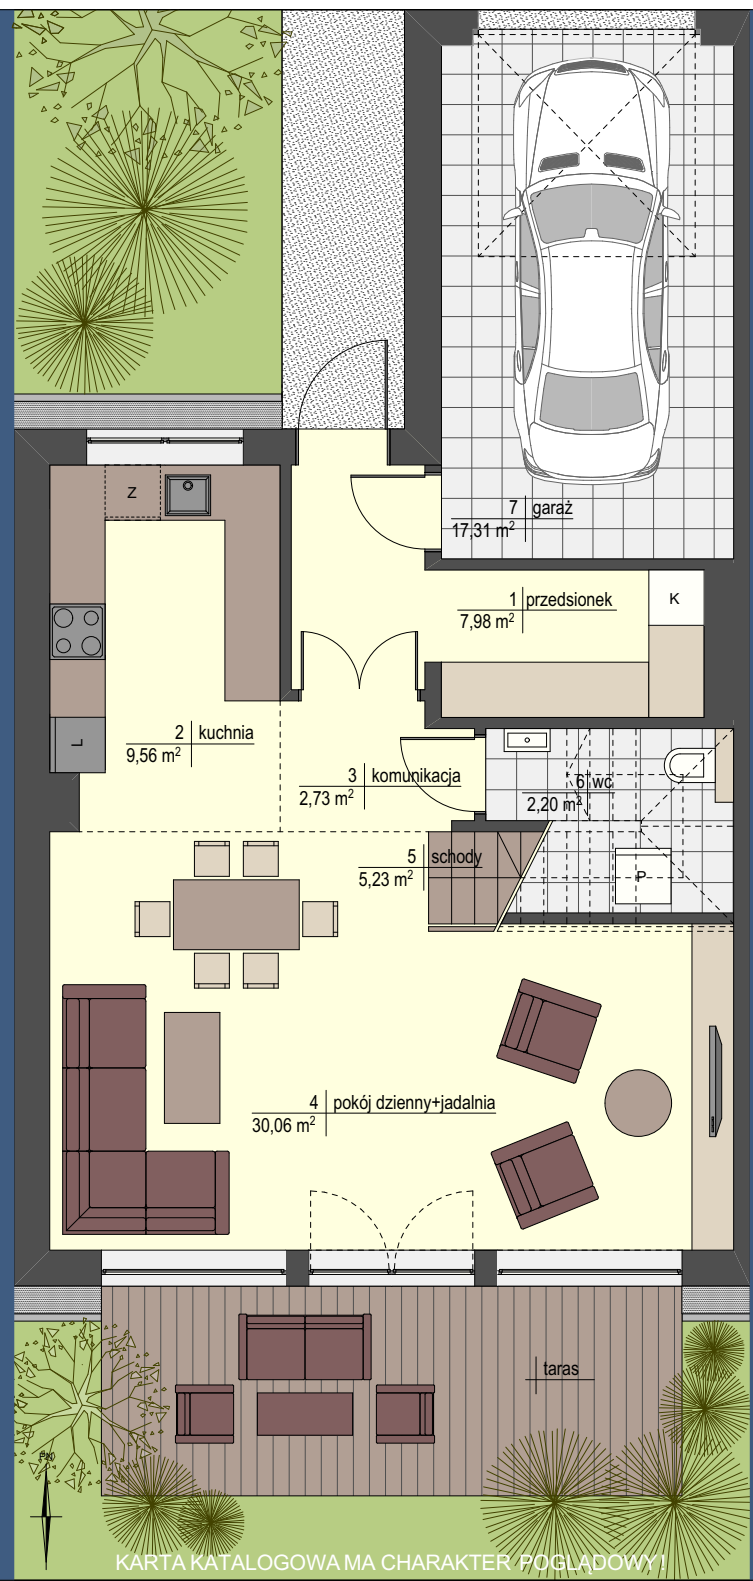 Z
7 garaż
17,31 m²
1 przedsionek
7,98 m²
K
2 kuchnia
9,56 m²
L
3 komunikacja
2,73 m²
6 wc
2,20 m²
5 schody
5,23 m²
P
4 pokój dzienny+jadalnia
30,06 m²
taras
KARTA KATALOGOWA MA CHARAKTER POGLĄDOWY!